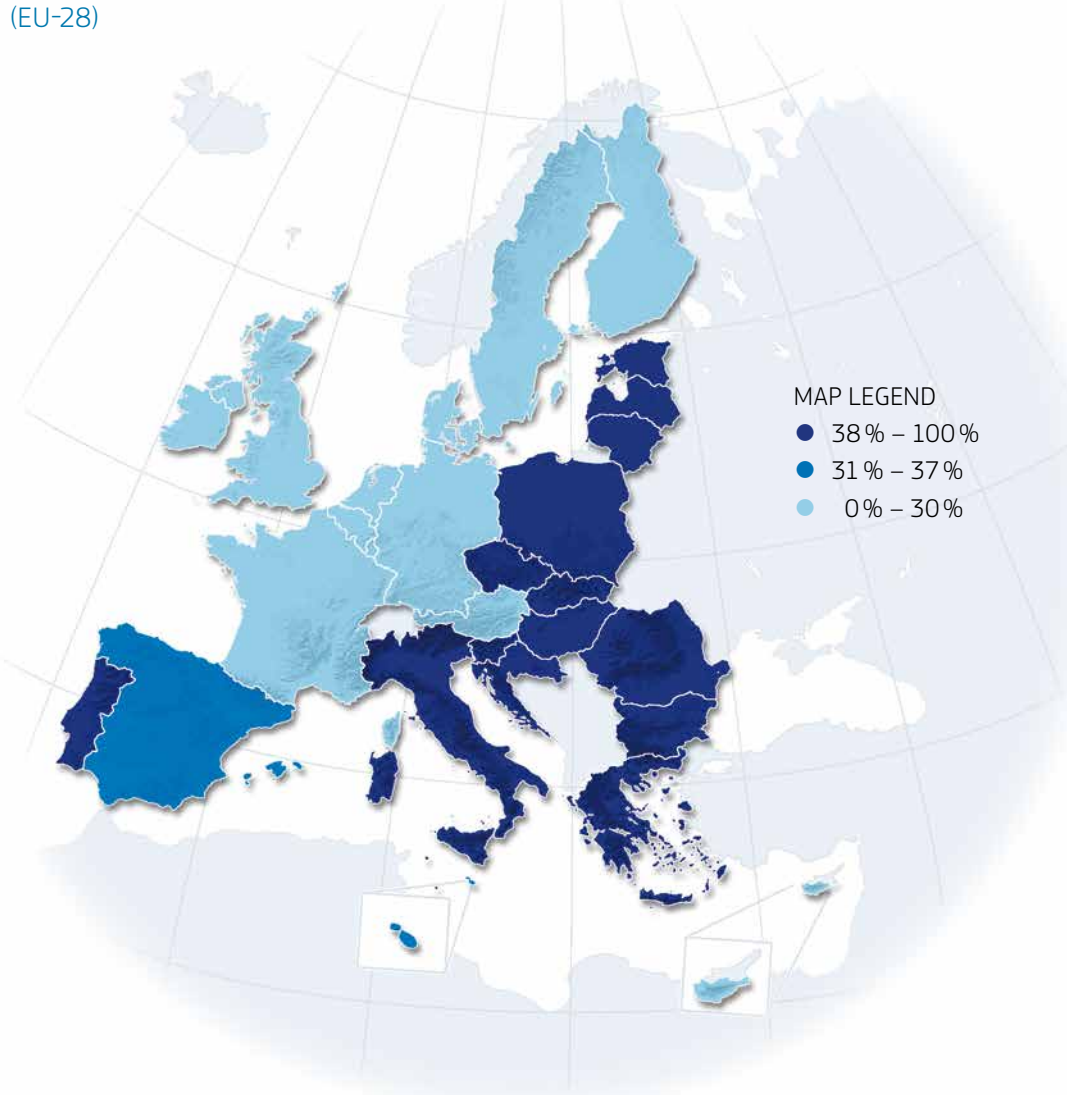 (EU-28)
MAP LEGEND
38 % – 100 %
31 % – 37 %
0 % – 30 %